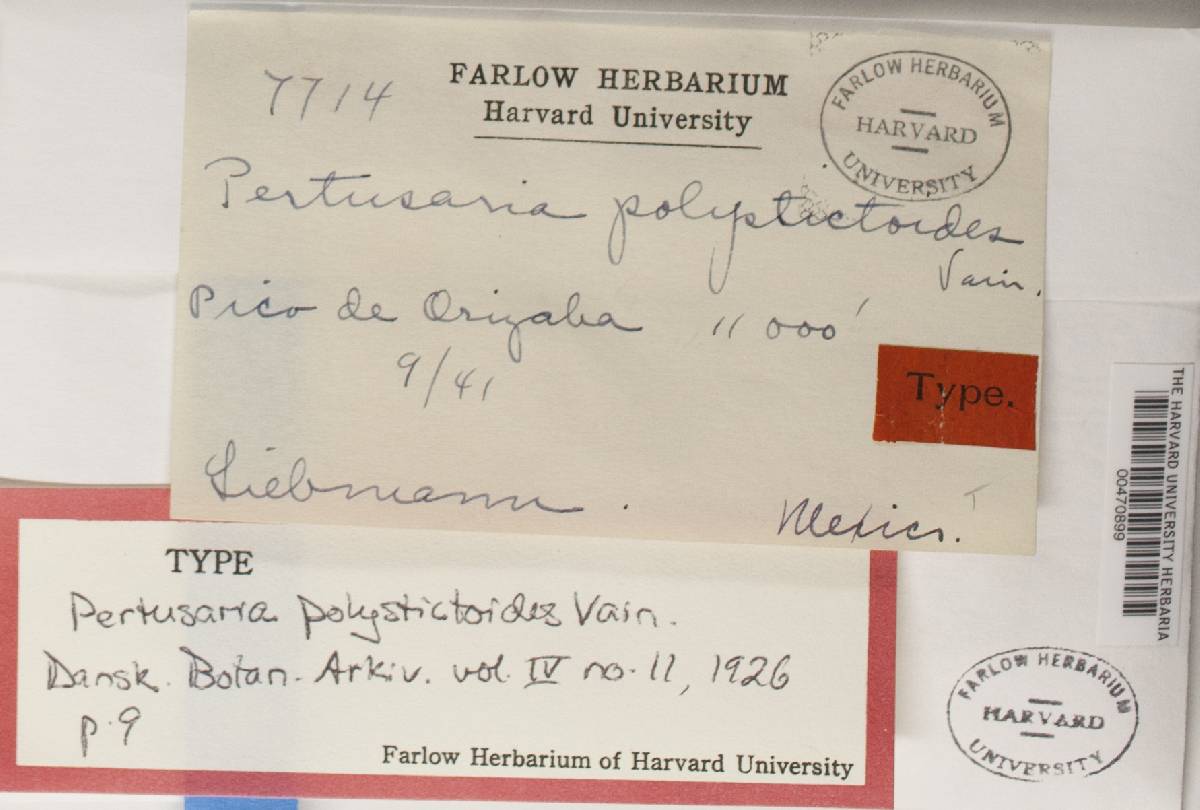 7714
FARLOW HERBARIUM
Harvard University
FARLOW HERBARIUM
HARVARD
UNIVERSITY
Pertusaria polystictoides
Vain.
Pico de Orizaba 11 000'
9/41
Type.
Liebmann.
Mexico.
T
TYPE
Pertusaria polystictoides Vain.
Dansk. Botan. Arkiv. vol. IV no. 11, 1926
p. 9
Farlow Herbarium of Harvard University
THE HARVARD UNIVERSITY HERBARIA
00470899
FARLOW HERBARIUM
HARVARD
UNIVERSITY